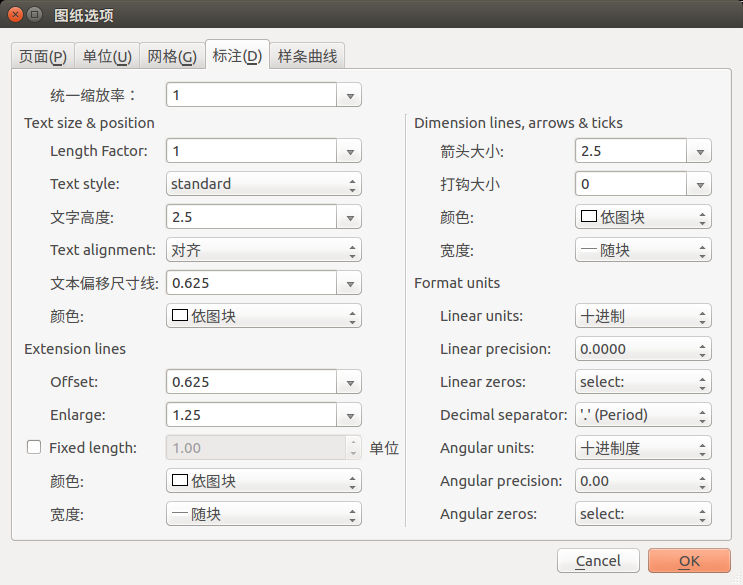 图纸选项
页面(P) 单位(U) 网格(G) 标注(D) 样条曲线
统一缩放率： 1
Text size & position
Length Factor: 1
Text style: standard
文字高度: 2.5
Text alignment: 对齐
文本偏移尺寸线: 0.625
颜色: 依图块
Extension lines
Offset: 0.625
Enlarge: 1.25
Fixed length: 1.00 单位
颜色: 依图块
宽度: 随块
Dimension lines, arrows & ticks
箭头大小: 2.5
打钩大小 0
颜色: 依图块
宽度: 随块
Format units
Linear units: 十进制
Linear precision: 0.0000
Linear zeros: select:
Decimal separator: '.' (Period)
Angular units: 十进制度
Angular precision: 0.00
Angular zeros: select:
Cancel OK